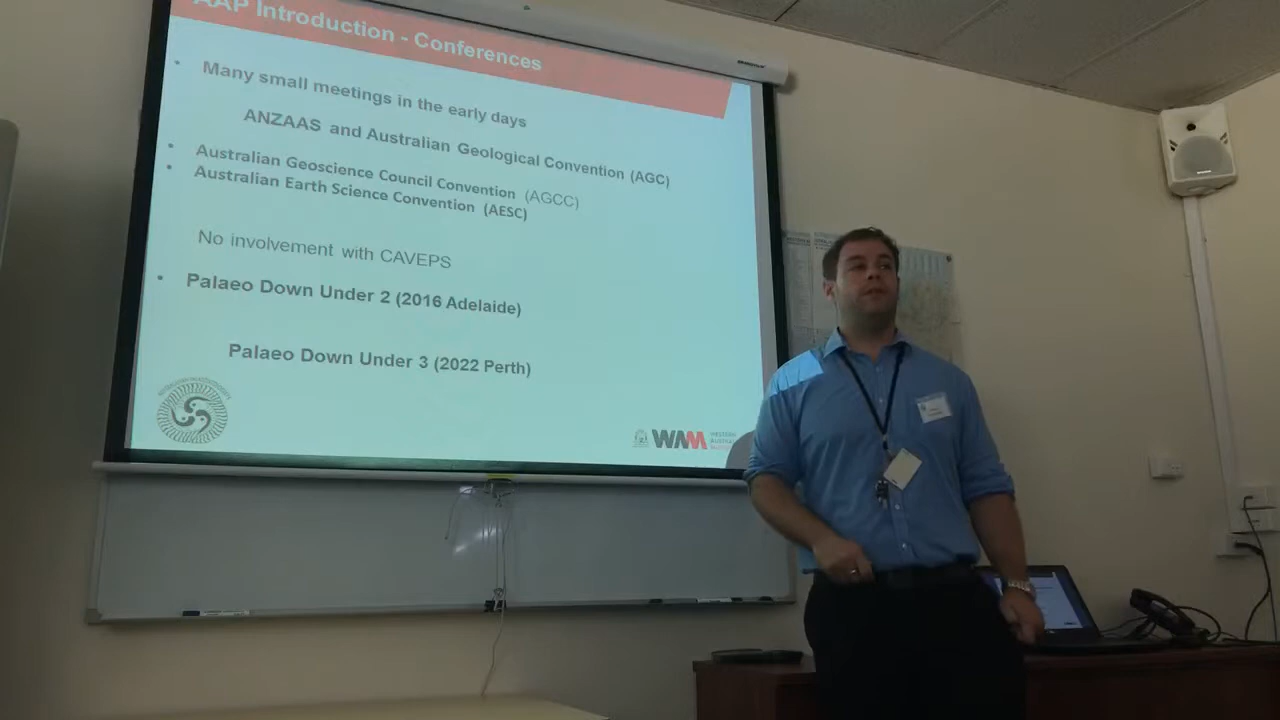 AAP Introduction - Conferences
• Many small meetings in the early days
ANZAAS and Australian Geological Convention (AGC)
• Australian Geoscience Council Convention (AGCC)
• Australian Earth Science Convention (AESC)
No involvement with CAVEPS
• Palaeo Down Under 2 (2016 Adelaide)
Palaeo Down Under 3 (2022 Perth)
WAM